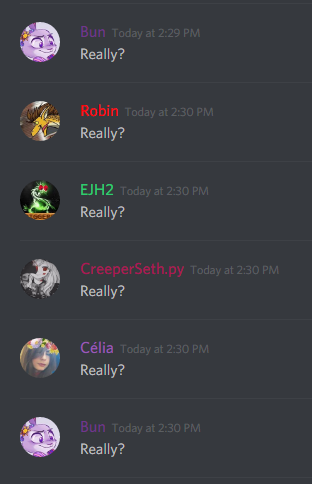 Bun Today at 2:29 PM
Really?
Robin Today at 2:30 PM
Really?
EJH2 Today at 2:30 PM
Really?
CreeperSeth.py Today at 2:30 PM
Really?
Célia Today at 2:30 PM
Really?
Bun Today at 2:30 PM
Really?